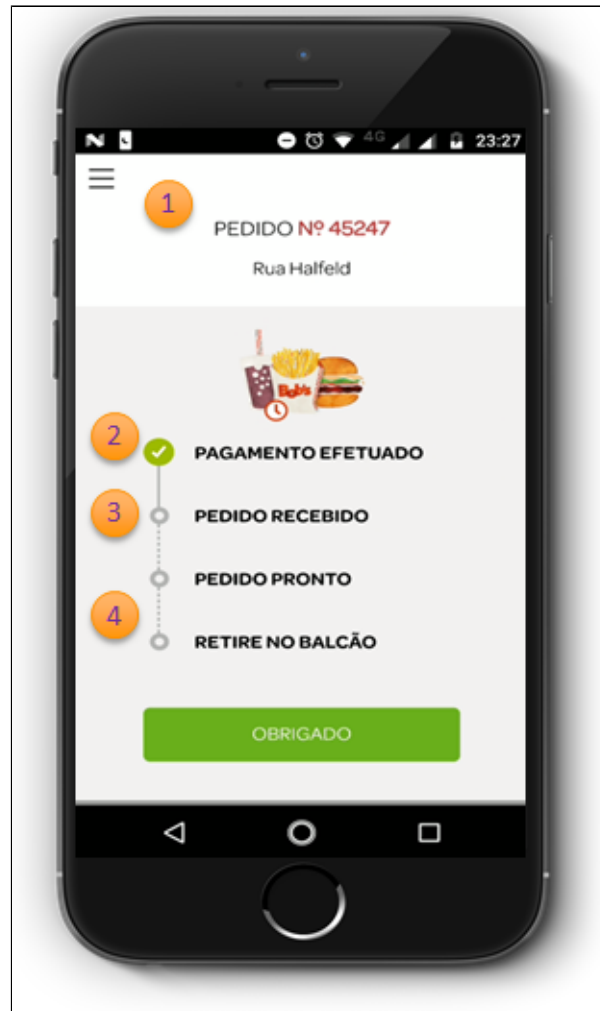 4G 23:27
1
PEDIDO Nº 45247
Rua Halfeld
Bob's
2
PAGAMENTO EFETUADO
3
PEDIDO RECEBIDO
PEDIDO PRONTO
4
RETIRE NO BALCÃO
OBRIGADO